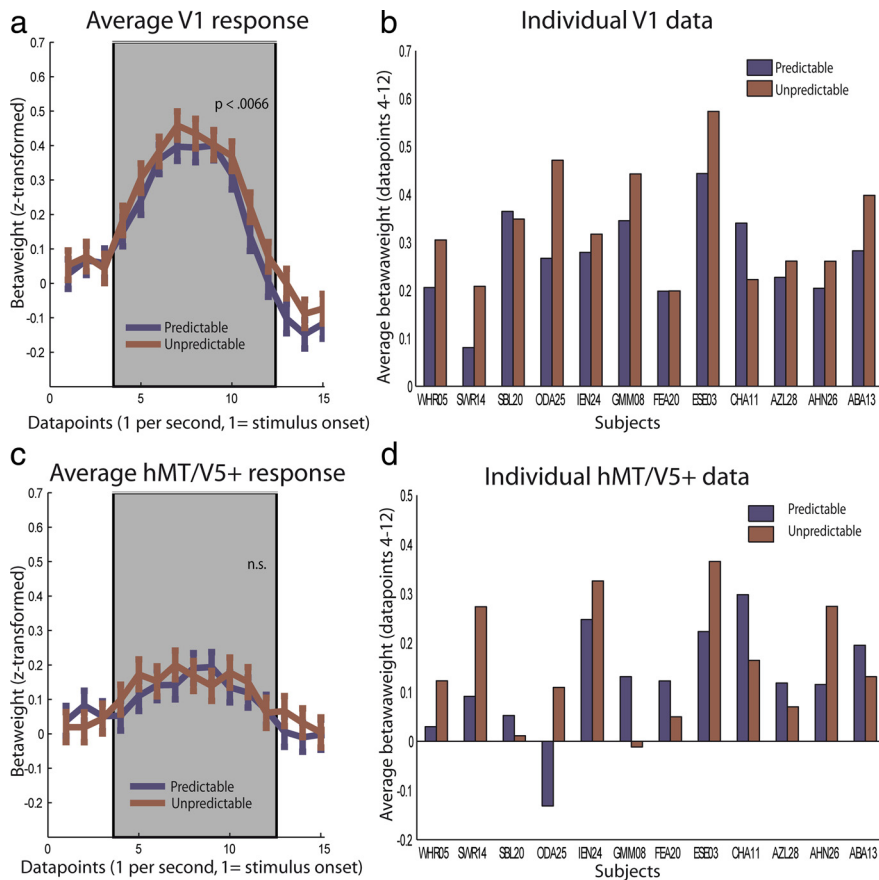 a
Average V1 response
Betaweight (z-transformed)
0.7
0.6
0.5
0.4
0.3
0.2
0.1
0
-0.1
-0.2
p < .0066
Predictable
Unpredictable
0 5 10 15
Datapoints (1 per second, 1= stimulus onset)
b
Individual V1 data
Average betawaweight (datapoints 4-12)
0.7
0.6
0.5
0.4
0.3
0.2
0.1
0
Predictable
Unpredictable
WHR05 SWR14 SBL20 ODA25 IEN24 GMM08 FEA20 ESE03 CHA11 AZL28 AHN26 ABA13
Subjects
c
Average hMT/V5+ response
Betaweight (z-transformed)
0.7
0.6
0.5
0.4
0.3
0.2
0.1
0
-0.1
-0.2
n.s.
Predictable
Unpredictable
0 5 10 15
Datapoints (1 per second, 1= stimulus onset)
d
Individual hMT/V5+ data
Average betawaweight (datapoints 4-12)
0.5
0.4
0.3
0.2
0.1
0
-0.1
-0.2
Predictable
Unpredictable
WHR05 SWR14 SBL20 ODA25 IEN24 GMM08 FEA20 ESE03 CHA11 AZL28 AHN26 ABA13
Subjects